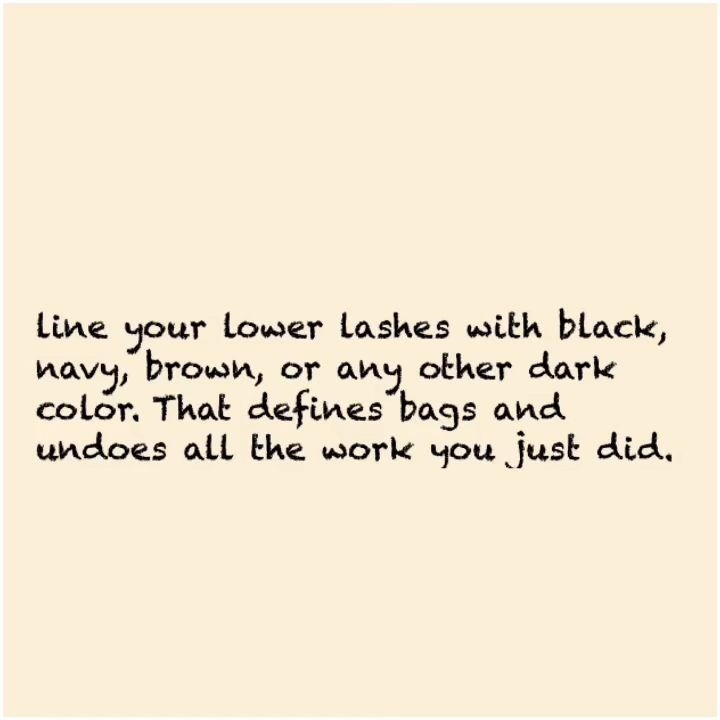 line your lower lashes with black,
navy, brown, or any other dark
color. That defines bags and
undoes all the work you just did.